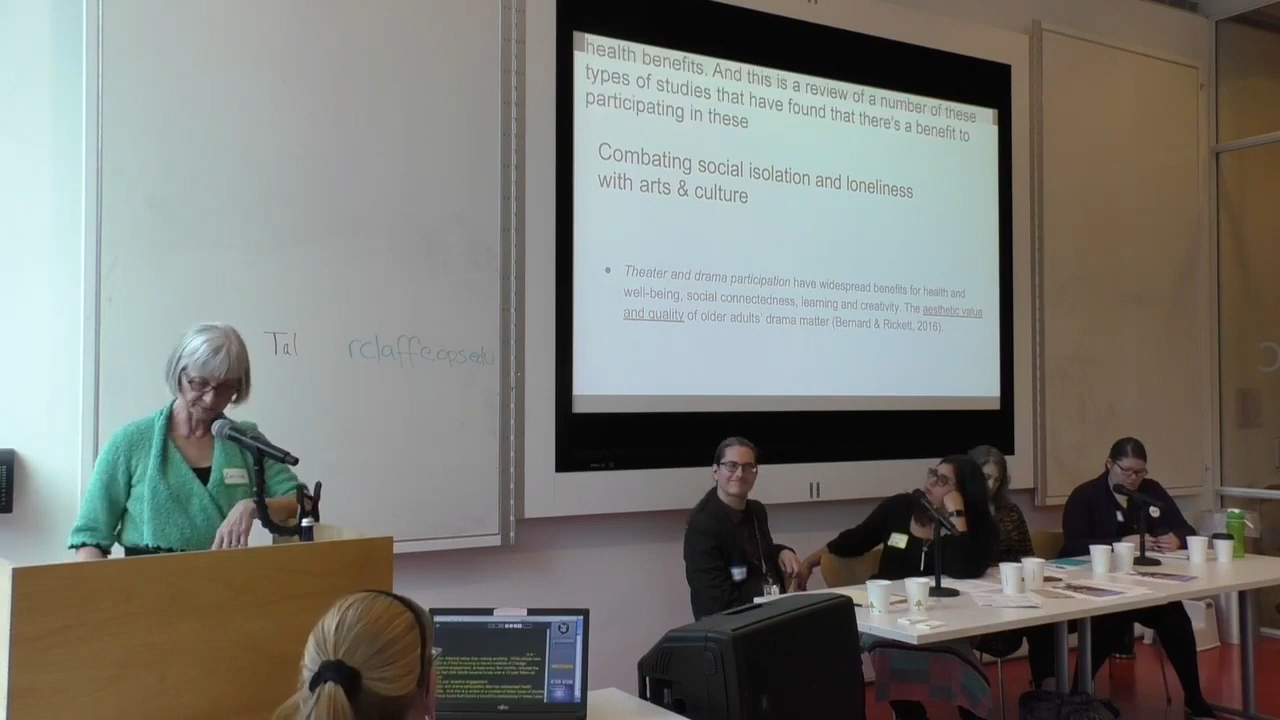 health benefits. And this is a review of a number of these
types of studies that have found that there's a benefit to
participating in these
Combating social isolation and loneliness
with arts & culture
• Theater and drama participation have widespread benefits for health and
well-being, social connectedness, learning and creativity. The aesthetic value
and quality of older adults' drama matter (Bernard & Rickett, 2016).
Tal